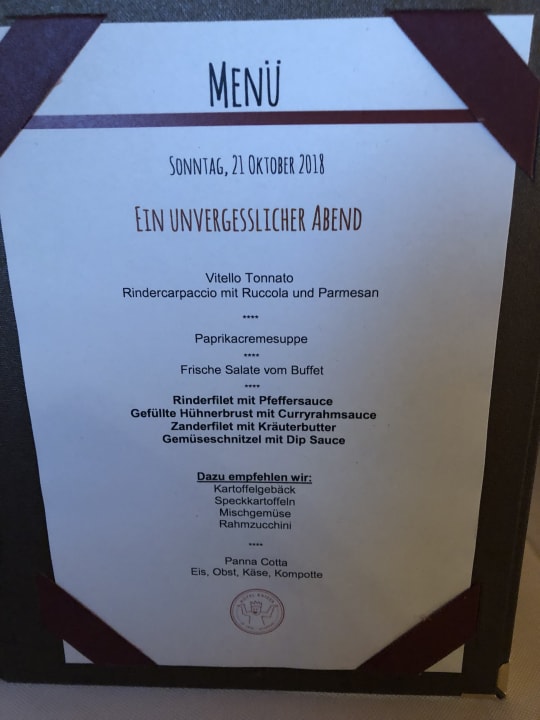 Menü
Sonntag, 21 Oktober 2018
Ein unvergesslicher Abend
Vitello Tonnato
Rindercarpaccio mit Ruccola und Parmesan
****
Paprikacremesuppe
****
Frische Salate vom Buffet
****
Rinderfilet mit Pfeffersauce
Gefüllte Hühnerbrust mit Curryrahmsauce
Zanderfilet mit Kräuterbutter
Gemüseschnitzel mit Dip Sauce
Dazu empfehlen wir:
Kartoffelgebäck
Speckkartoffeln
Mischgemüse
Rahmzucchini
****
Panna Cotta
Eis, Obst, Käse, Kompotte